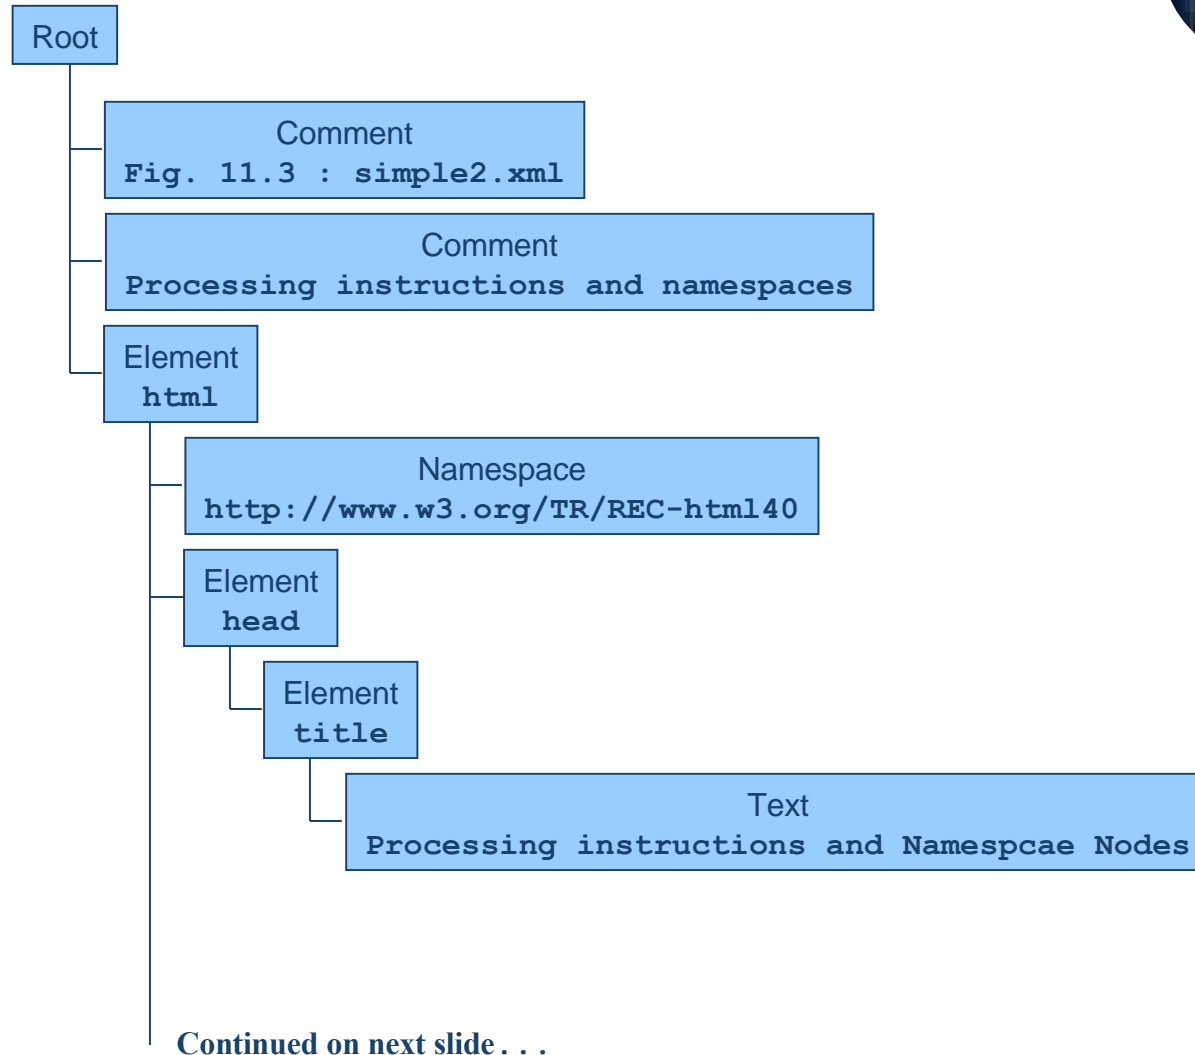 Root
Comment
Fig. 11.3 : simple2.xml
Comment
Processing instructions and namespaces
Element
html
Namespace
http://www.w3.org/TR/REC-html40
Element
head
Element
title
Text
Processing instructions and Namespcae Nodes
Continued on next slide . . .